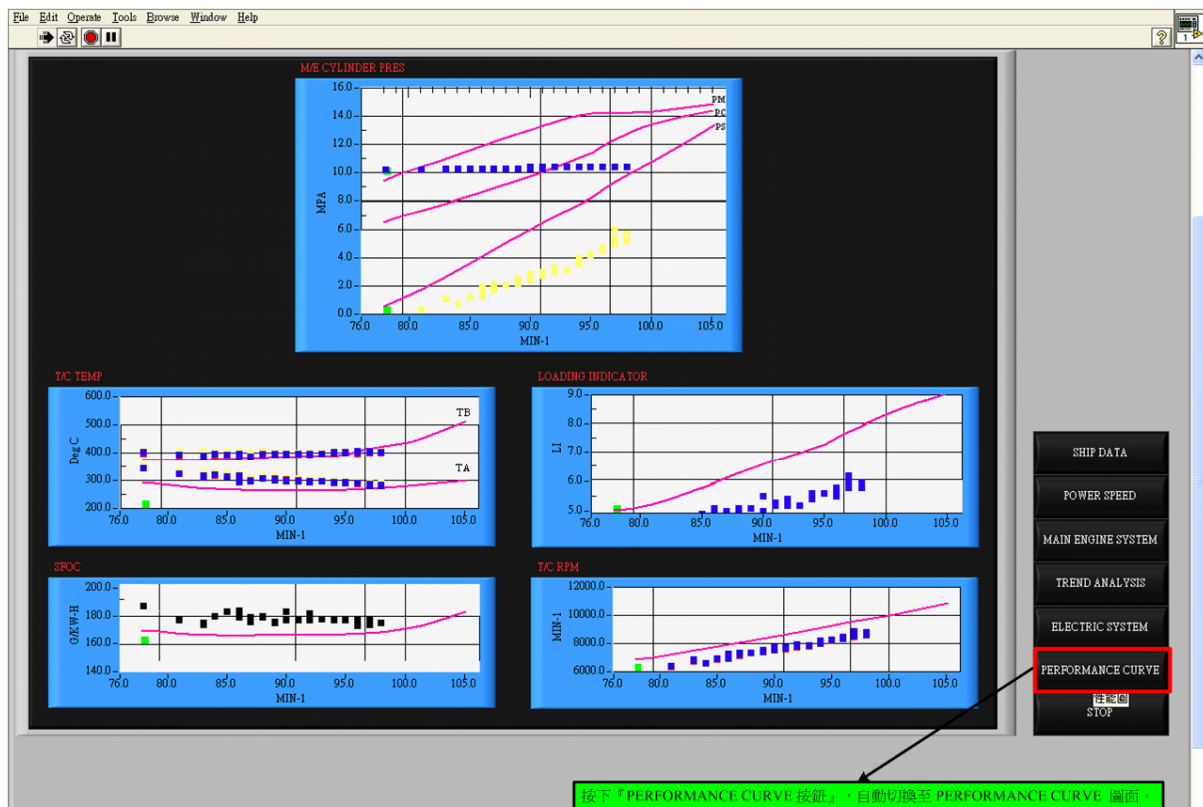 File Edit Operate Tools Browse Window Help
1
M/E CYLINDER PRES
16.0
14.0
12.0
10.0
8.0
6.0
4.0
2.0
0.0
MPA
PM
PC
PS
76.0 80.0 85.0 90.0 95.0 100.0 105.0
MIN-1
T/C TEMP
600.0
500.0
400.0
300.0
200.0
Deg C
TB
TA
76.0 80.0 85.0 90.0 95.0 100.0 105.0
MIN-1
LOADING INDICATOR
9.0
8.0
7.0
6.0
5.0
LI
76.0 80.0 85.0 90.0 95.0 100.0 105.0
MIN-1
SFOC
200.0
180.0
160.0
140.0
G/KW-H
76.0 80.0 85.0 90.0 95.0 100.0 105.0
MIN-1
T/C RPM
12000.0
10000.0
8000.0
6000.0
MIN-1
76.0 80.0 85.0 90.0 95.0 100.0 105.0
MIN-1
SHIP DATA
POWER SPEED
MAIN ENGINE SYSTEM
TREND ANALYSIS
ELECTRIC SYSTEM
PERFORMANCE CURVE
性能圖
STOP
按下『PERFORMANCE CURVE 按鈕』，自動切換至 PERFORMANCE CURVE 圖面。